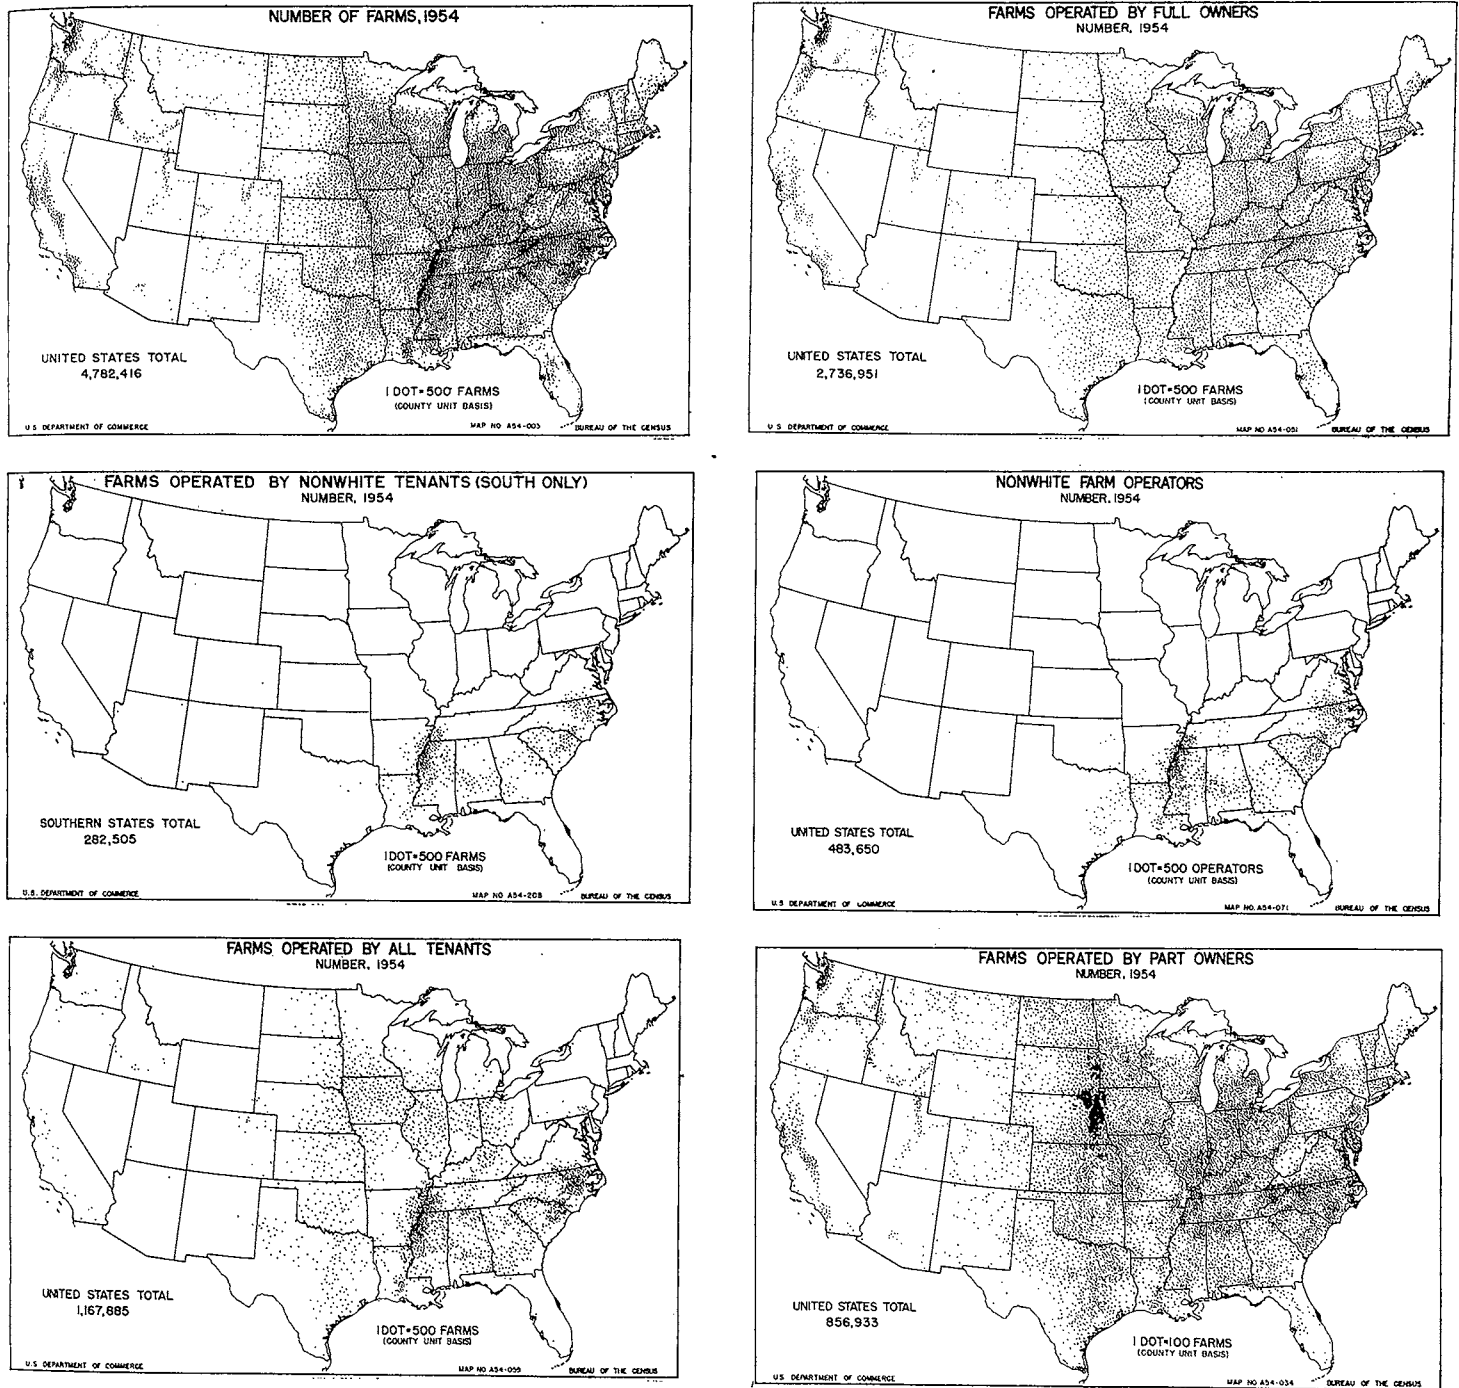 NUMBER OF FARMS, 1954
UNITED STATES TOTAL
4,782,416
1 DOT=500 FARMS
(COUNTY UNIT BASIS)
U S DEPARTMENT OF COMMERCE
MAP NO A54-003
BUREAU OF THE CENSUS
FARMS OPERATED BY FULL OWNERS
NUMBER, 1954
UNITED STATES TOTAL
2,736,951
1 DOT=500 FARMS
(COUNTY UNIT BASIS)
U S DEPARTMENT OF COMMERCE
MAP NO A54-051
BUREAU OF THE CENSUS
FARMS OPERATED BY NONWHITE TENANTS (SOUTH ONLY)
NUMBER, 1954
SOUTHERN STATES TOTAL
282,505
1 DOT=500 FARMS
(COUNTY UNIT BASIS)
U.S. DEPARTMENT OF COMMERCE
MAP NO A54-208
BUREAU OF THE CENSUS
NONWHITE FARM OPERATORS
NUMBER, 1954
UNITED STATES TOTAL
483,650
1 DOT=500 OPERATORS
(COUNTY UNIT BASIS)
U.S DEPARTMENT OF COMMERCE
MAP NO. A54-071
BUREAU OF THE CENSUS
FARMS OPERATED BY ALL TENANTS
NUMBER, 1954
UNITED STATES TOTAL
1,167,885
1 DOT=500 FARMS
(COUNTY UNIT BASIS)
U.S DEPARTMENT OF COMMERCE
MAP NO A54-059
BUREAU OF THE CENSUS
FARMS OPERATED BY PART OWNERS
NUMBER, 1954
UNITED STATES TOTAL
856,933
1 DOT=100 FARMS
(COUNTY UNIT BASIS)
U S DEPARTMENT OF COMMERCE
MAP NO A54-034
BUREAU OF THE CENSUS